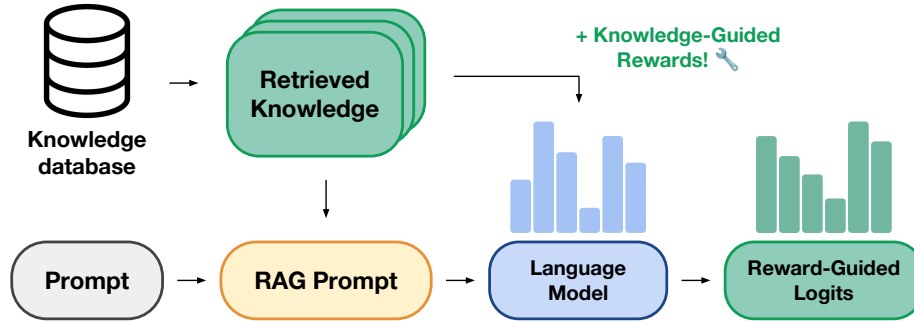 + Knowledge-Guided
Rewards! 🔧
Retrieved
Knowledge
Knowledge
database
Prompt
RAG Prompt
Language
Model
Reward-Guided
Logits